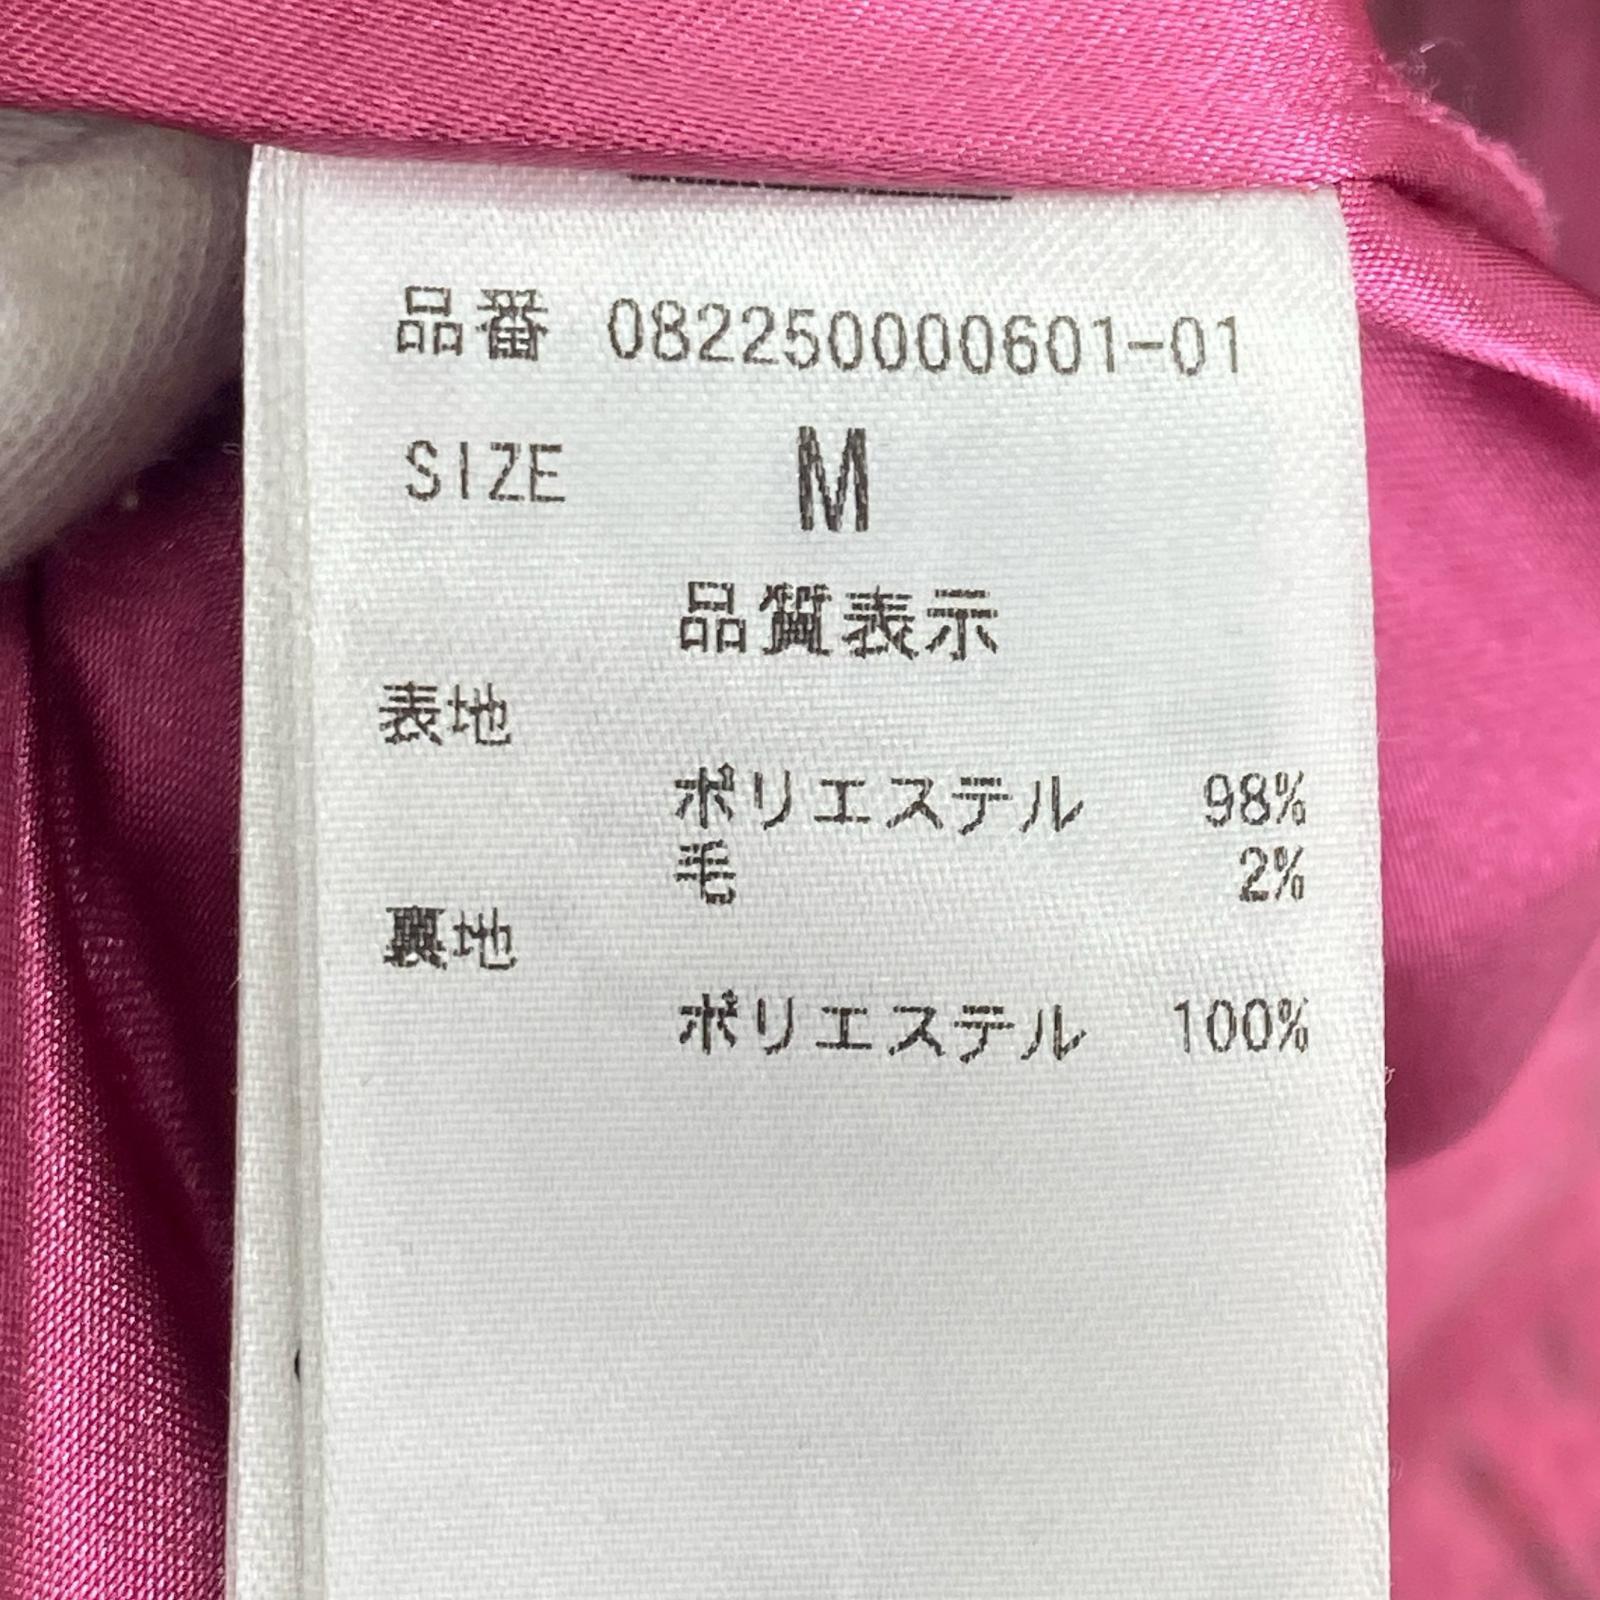 品番 082250000601-01
SIZE M
品質表示
表地
ポリエステル 98%
毛 2%
裏地
ポリエステル 100%